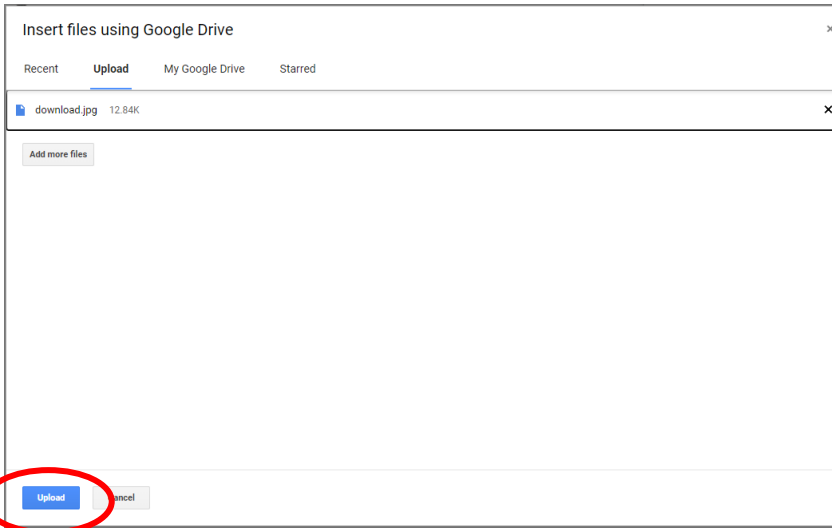 Insert files using Google Drive
Recent Upload My Google Drive Starred
download.jpg 12.84K
Add more files
Upload